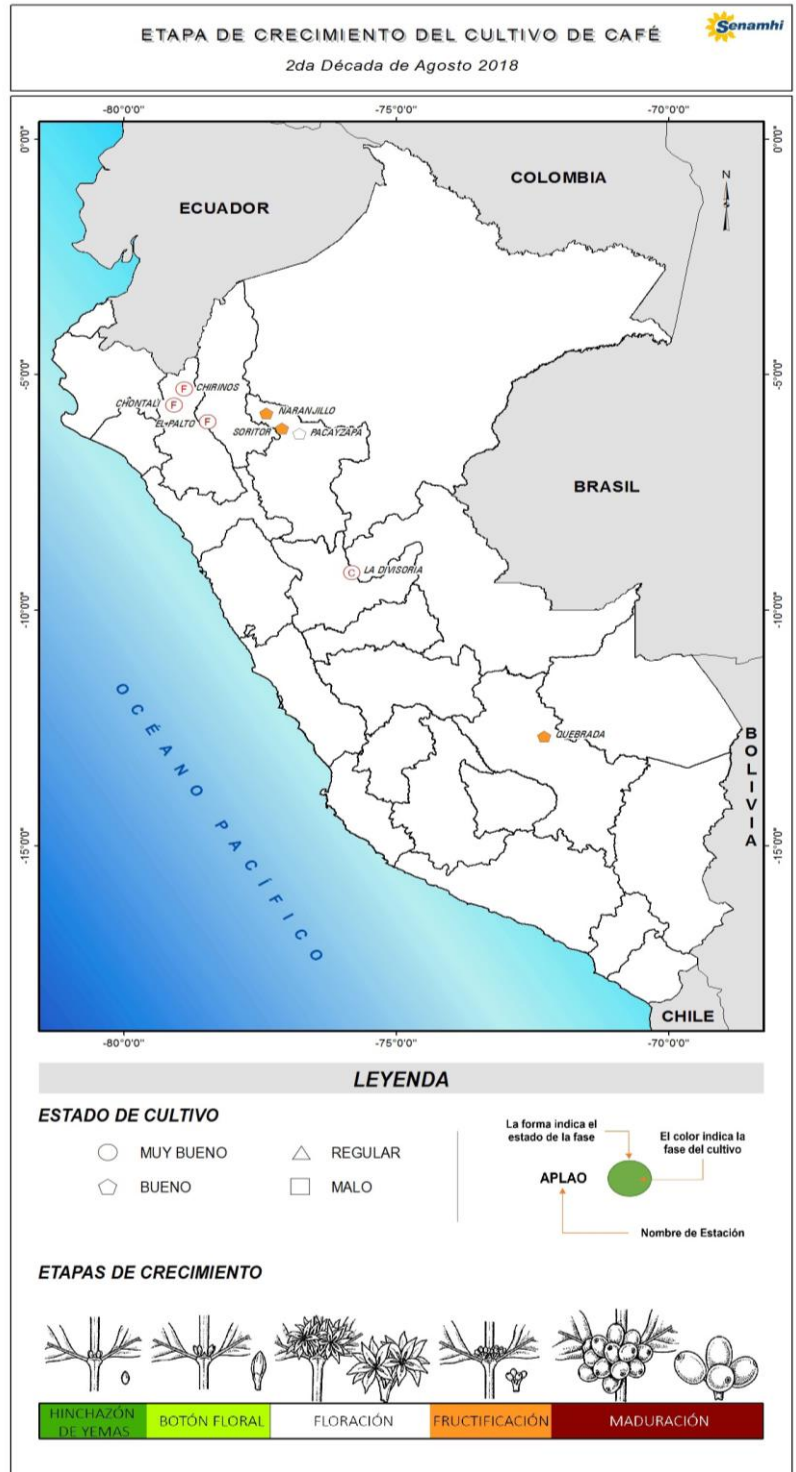 ETAPA DE CRECIMIENTO DEL CULTIVO DE CAFÉ
Senamhi
2da Década de Agosto 2018
-80°0'0"
-75°0'0"
-70°0'0"
0°0'0"
0°0'0"
COLOMBIA
N
ECUADOR
-5°0'0"
-5°0'0"
F
CHIRINOS
CHONTALÍ
F
NARANJILLO
EL PALTO
F
SORITOR
PACAYZAPA
BRASIL
C
LA DIVISORIA
-10°0'0"
-10°0'0"
OCÉANO PACÍFICO
QUEBRADA
BOLIVIA
-15°0'0"
-15°0'0"
CHILE
-80°0'0"
-75°0'0"
-70°0'0"
LEYENDA
ESTADO DE CULTIVO
MUY BUENO
REGULAR
BUENO
MALO
La forma indica el
estado de la fase
El color indica la
fase del cultivo
APLAO
Nombre de Estación
ETAPAS DE CRECIMIENTO
HINCHAZÓN
DE YEMAS
BOTÓN FLORAL
FLORACIÓN
FRUCTIFICACIÓN
MADURACIÓN